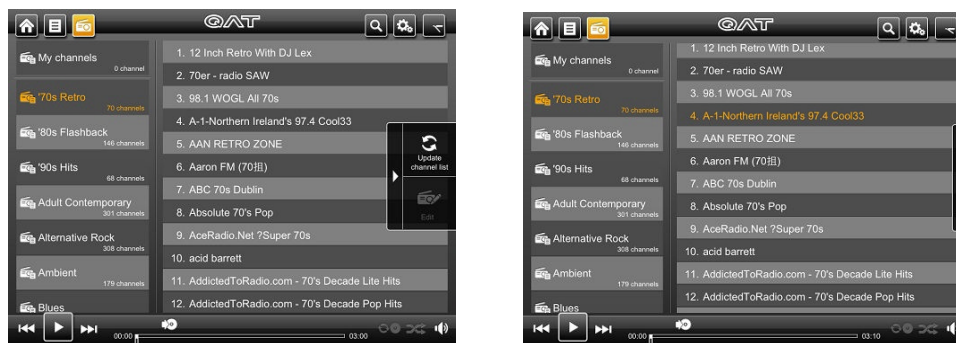 QAT
My channels
0 channel
'70s Retro
70 channels
'80s Flashback
146 channels
'90s Hits
68 channels
Adult Contemporary
301 channels
Alternative Rock
308 channels
Ambient
179 channels
Blues
1. 12 Inch Retro With DJ Lex
2. 70er - radio SAW
3. 98.1 WOGL All 70s
4. A-1-Northern Ireland's 97.4 Cool33
5. AAN RETRO ZONE
6. Aaron FM (70祖)
7. ABC 70s Dublin
8. Absolute 70's Pop
9. AceRadio.Net ?Super 70s
10. acid barrett
11. AddictedToRadio.com - 70's Decade Lite Hits
12. AddictedToRadio.com - 70's Decade Pop Hits
Update
channel list
Edit
00:00
03:00
QAT
My channels
0 channel
'70s Retro
70 channels
'80s Flashback
146 channels
'90s Hits
68 channels
Adult Contemporary
301 channels
Alternative Rock
308 channels
Ambient
179 channels
Blues
1. 12 Inch Retro With DJ Lex
2. 70er - radio SAW
3. 98.1 WOGL All 70s
4. A-1-Northern Ireland's 97.4 Cool33
5. AAN RETRO ZONE
6. Aaron FM (70祖)
7. ABC 70s Dublin
8. Absolute 70's Pop
9. AceRadio.Net ?Super 70s
10. acid barrett
11. AddictedToRadio.com - 70's Decade Lite Hits
12. AddictedToRadio.com - 70's Decade Pop Hits
00:00
03:10